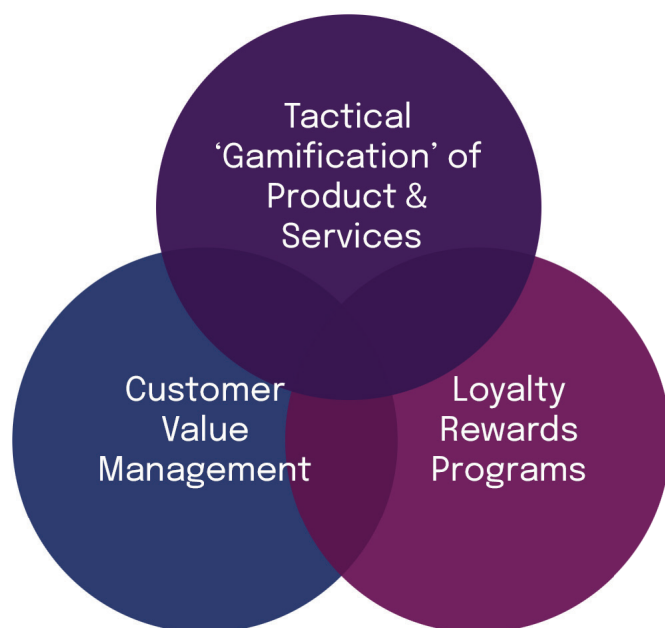 Tactical
‘Gamification’ of
Product &
Services
Customer
Value
Management
Loyalty
Rewards
Programs